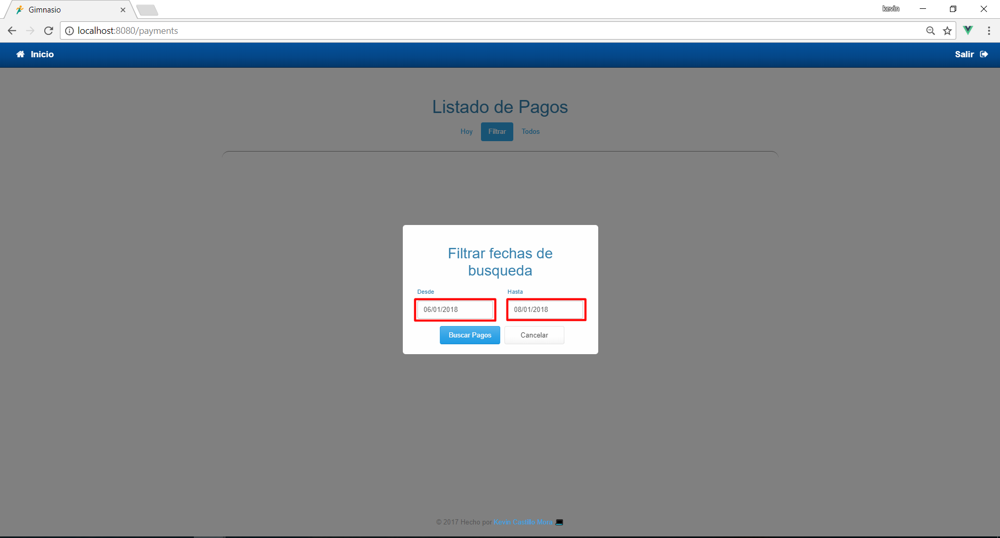 Gimnasio
kevin
localhost:8080/payments
Inicio
Salir
Listado de Pagos
Hoy
Filtrar
Todos
Filtrar fechas de
busqueda
Desde
Hasta
06/01/2018
08/01/2018
Buscar Pagos
Cancelar
© 2017 Hecho por Kevin Castillo Mora